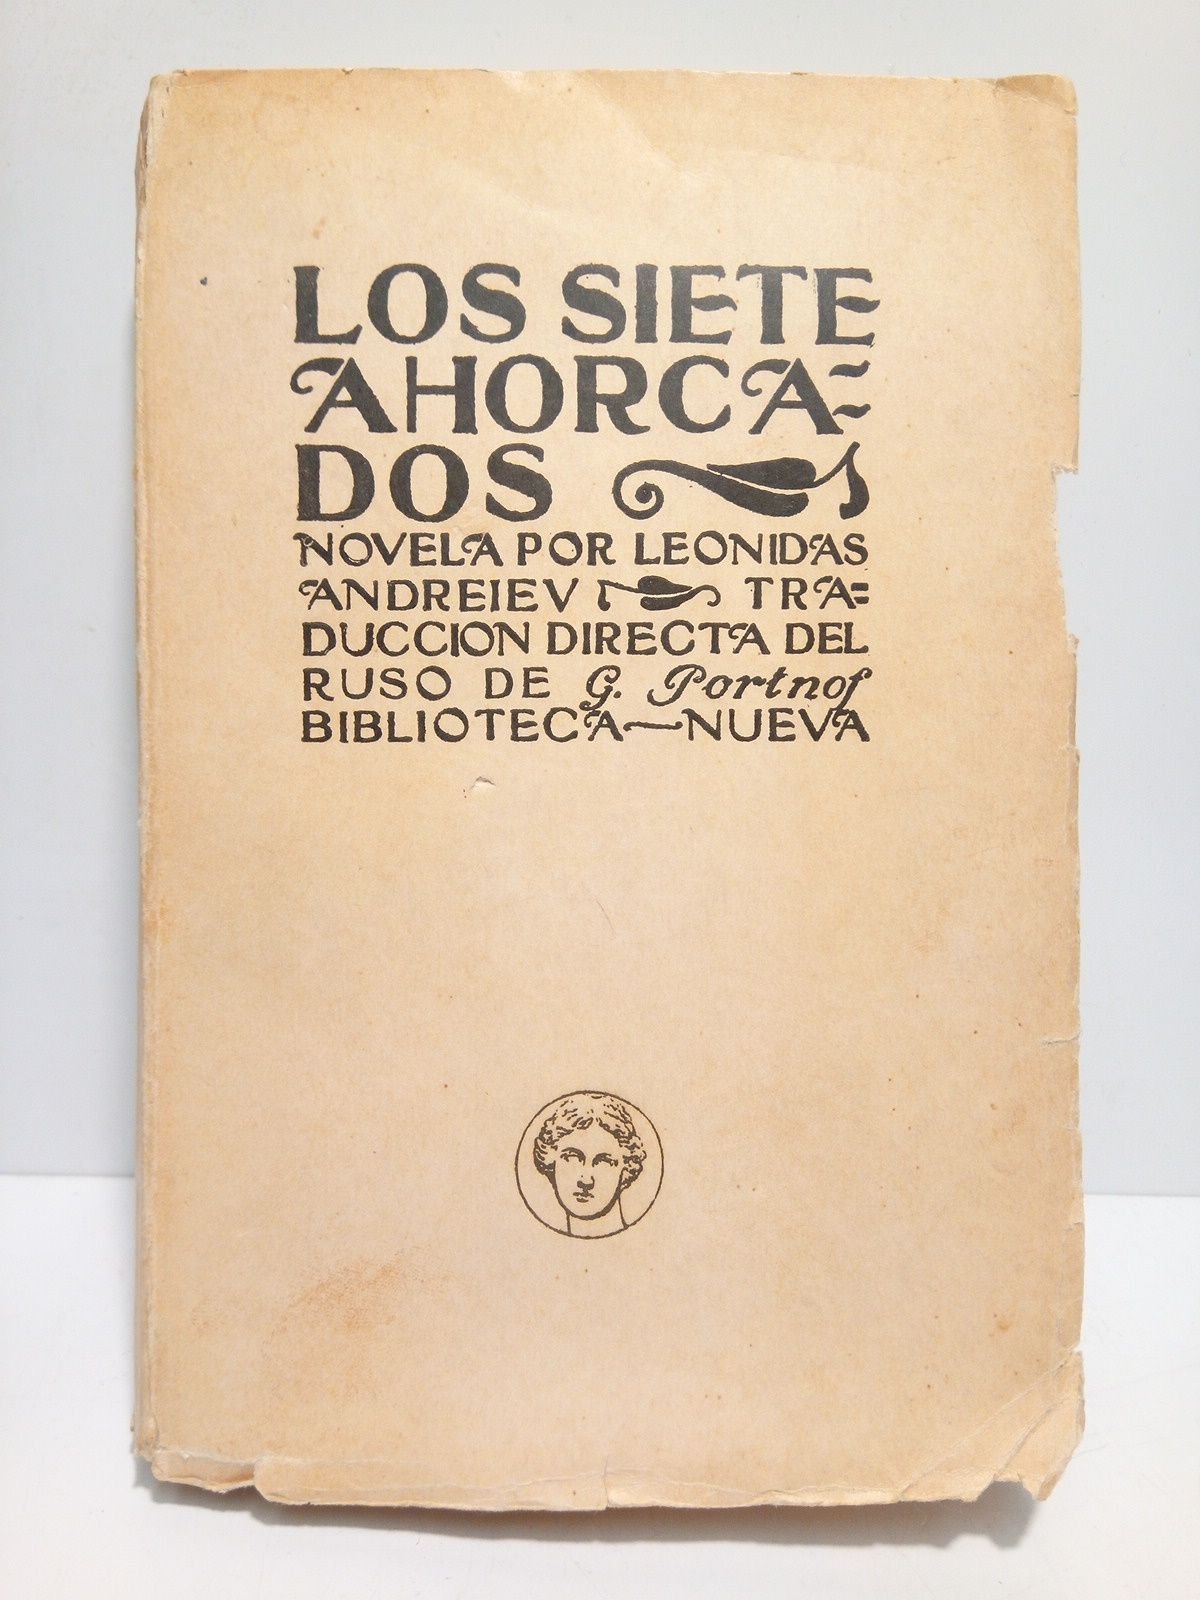 LOS SIETE
AHORCA=
DOS
NOVELA POR LEONIDAS
ANDREIEV TRA=
DUCCION DIRECTA DEL
RUSO DE G. Portnof
BIBLIOTECA—NUEVA